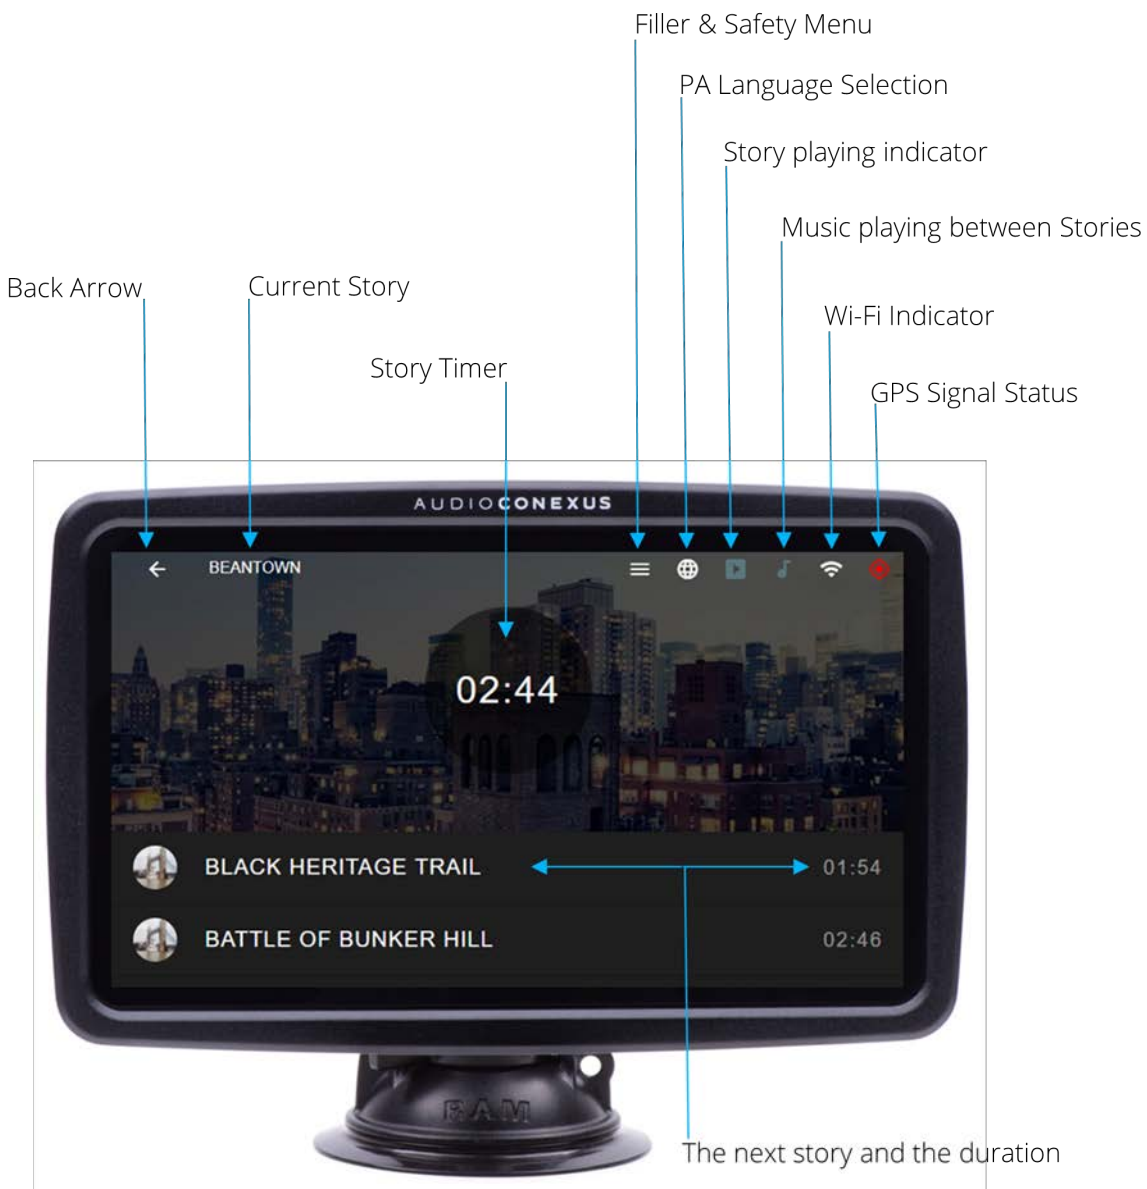 Filler & Safety Menu
PA Language Selection
Story playing indicator
Music playing between Stories
Back Arrow
Current Story
Wi-Fi Indicator
Story Timer
GPS Signal Status
AUDIOCONEXUS
BEANTOWN
02:44
BLACK HERITAGE TRAIL 01:54
BATTLE OF BUNKER HILL 02:46
RAM
The next story and the duration